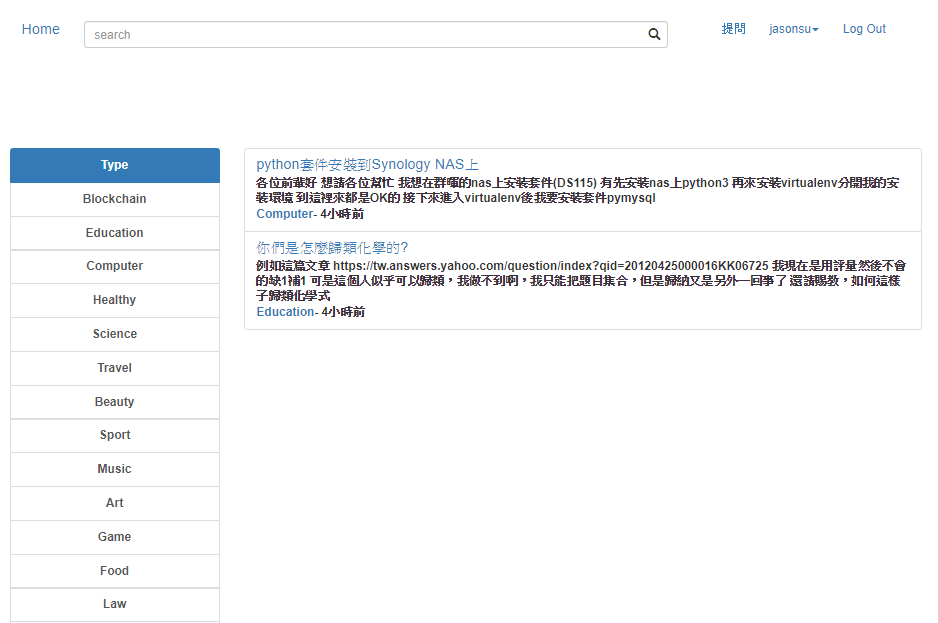 Home
search
提問
jasonsu
Log Out
Type
Blockchain
Education
Computer
Healthy
Science
Travel
Beauty
Sport
Music
Art
Game
Food
Law
python套件安裝到Synology NAS上
各位前輩好 想請各位幫忙 我想在群暉的nas上安裝套件(DS115) 有先安裝nas上python3 再來安裝virtualenv分開我的安
裝環境 到這裡來都是OK的 接下來進入virtualenv後我要安裝套件pymysql
Computer- 4小時前
你們是怎麼歸類化學的?
例如這篇文章 https://tw.answers.yahoo.com/question/index?qid=20120425000016KK06725 我現在是用評量然後不會
的缺1補1 可是這個人似乎可以歸類，我做不到啊，我只能把題目集合，但是歸納又是另外一回事了 還請賜教，如何這樣
子歸類化學式
Education- 4小時前